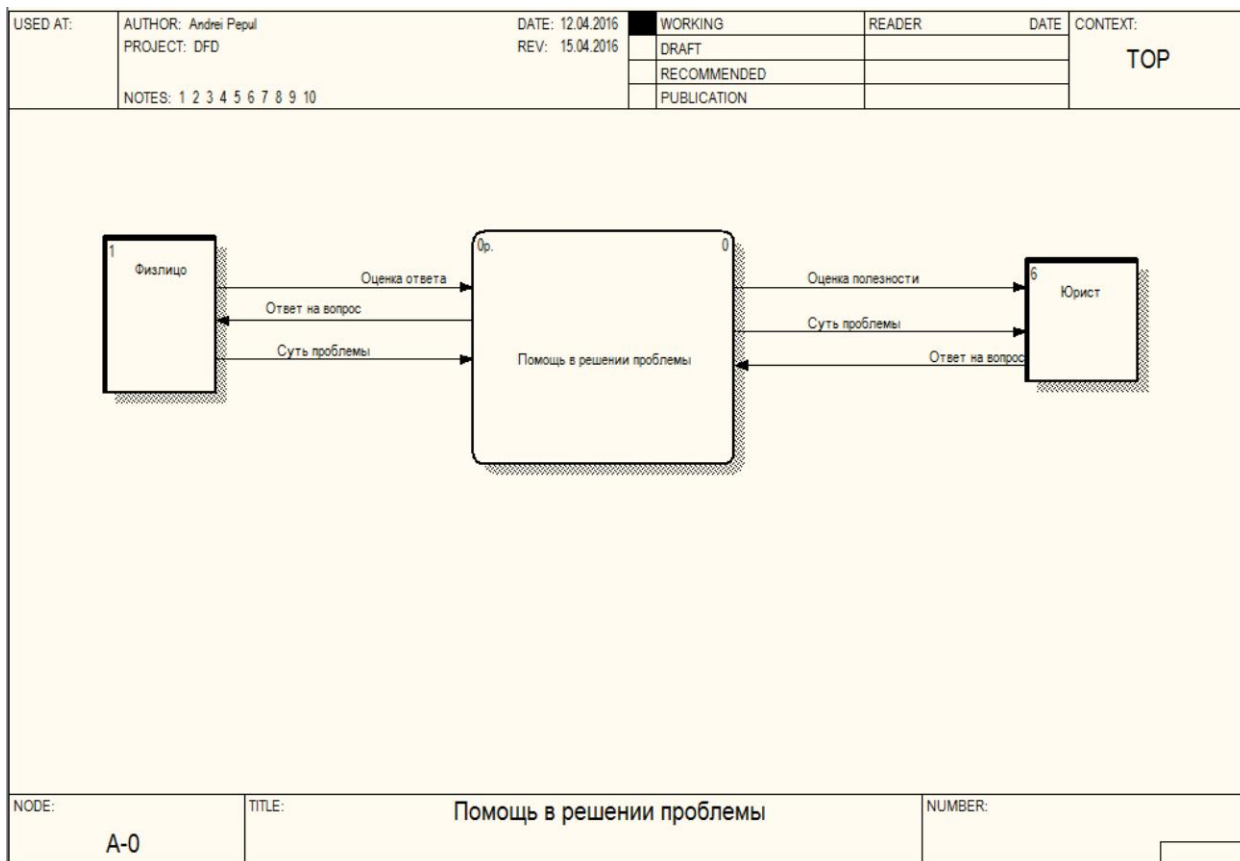 USED AT:
AUTHOR: Andrei Pepul
DATE: 12.04.2016
PROJECT: DFD
REV: 15.04.2016
NOTES: 1 2 3 4 5 6 7 8 9 10
WORKING
DRAFT
RECOMMENDED
PUBLICATION
READER
DATE
CONTEXT:
TOP
1
Физлицо
Оценка ответа
Ответ на вопрос
Суть проблемы
0р.
0
Помощь в решении проблемы
Оценка полезности
Суть проблемы
Ответ на вопрос
6
Юрист
NODE:
A-0
TITLE:
Помощь в решении проблемы
NUMBER: